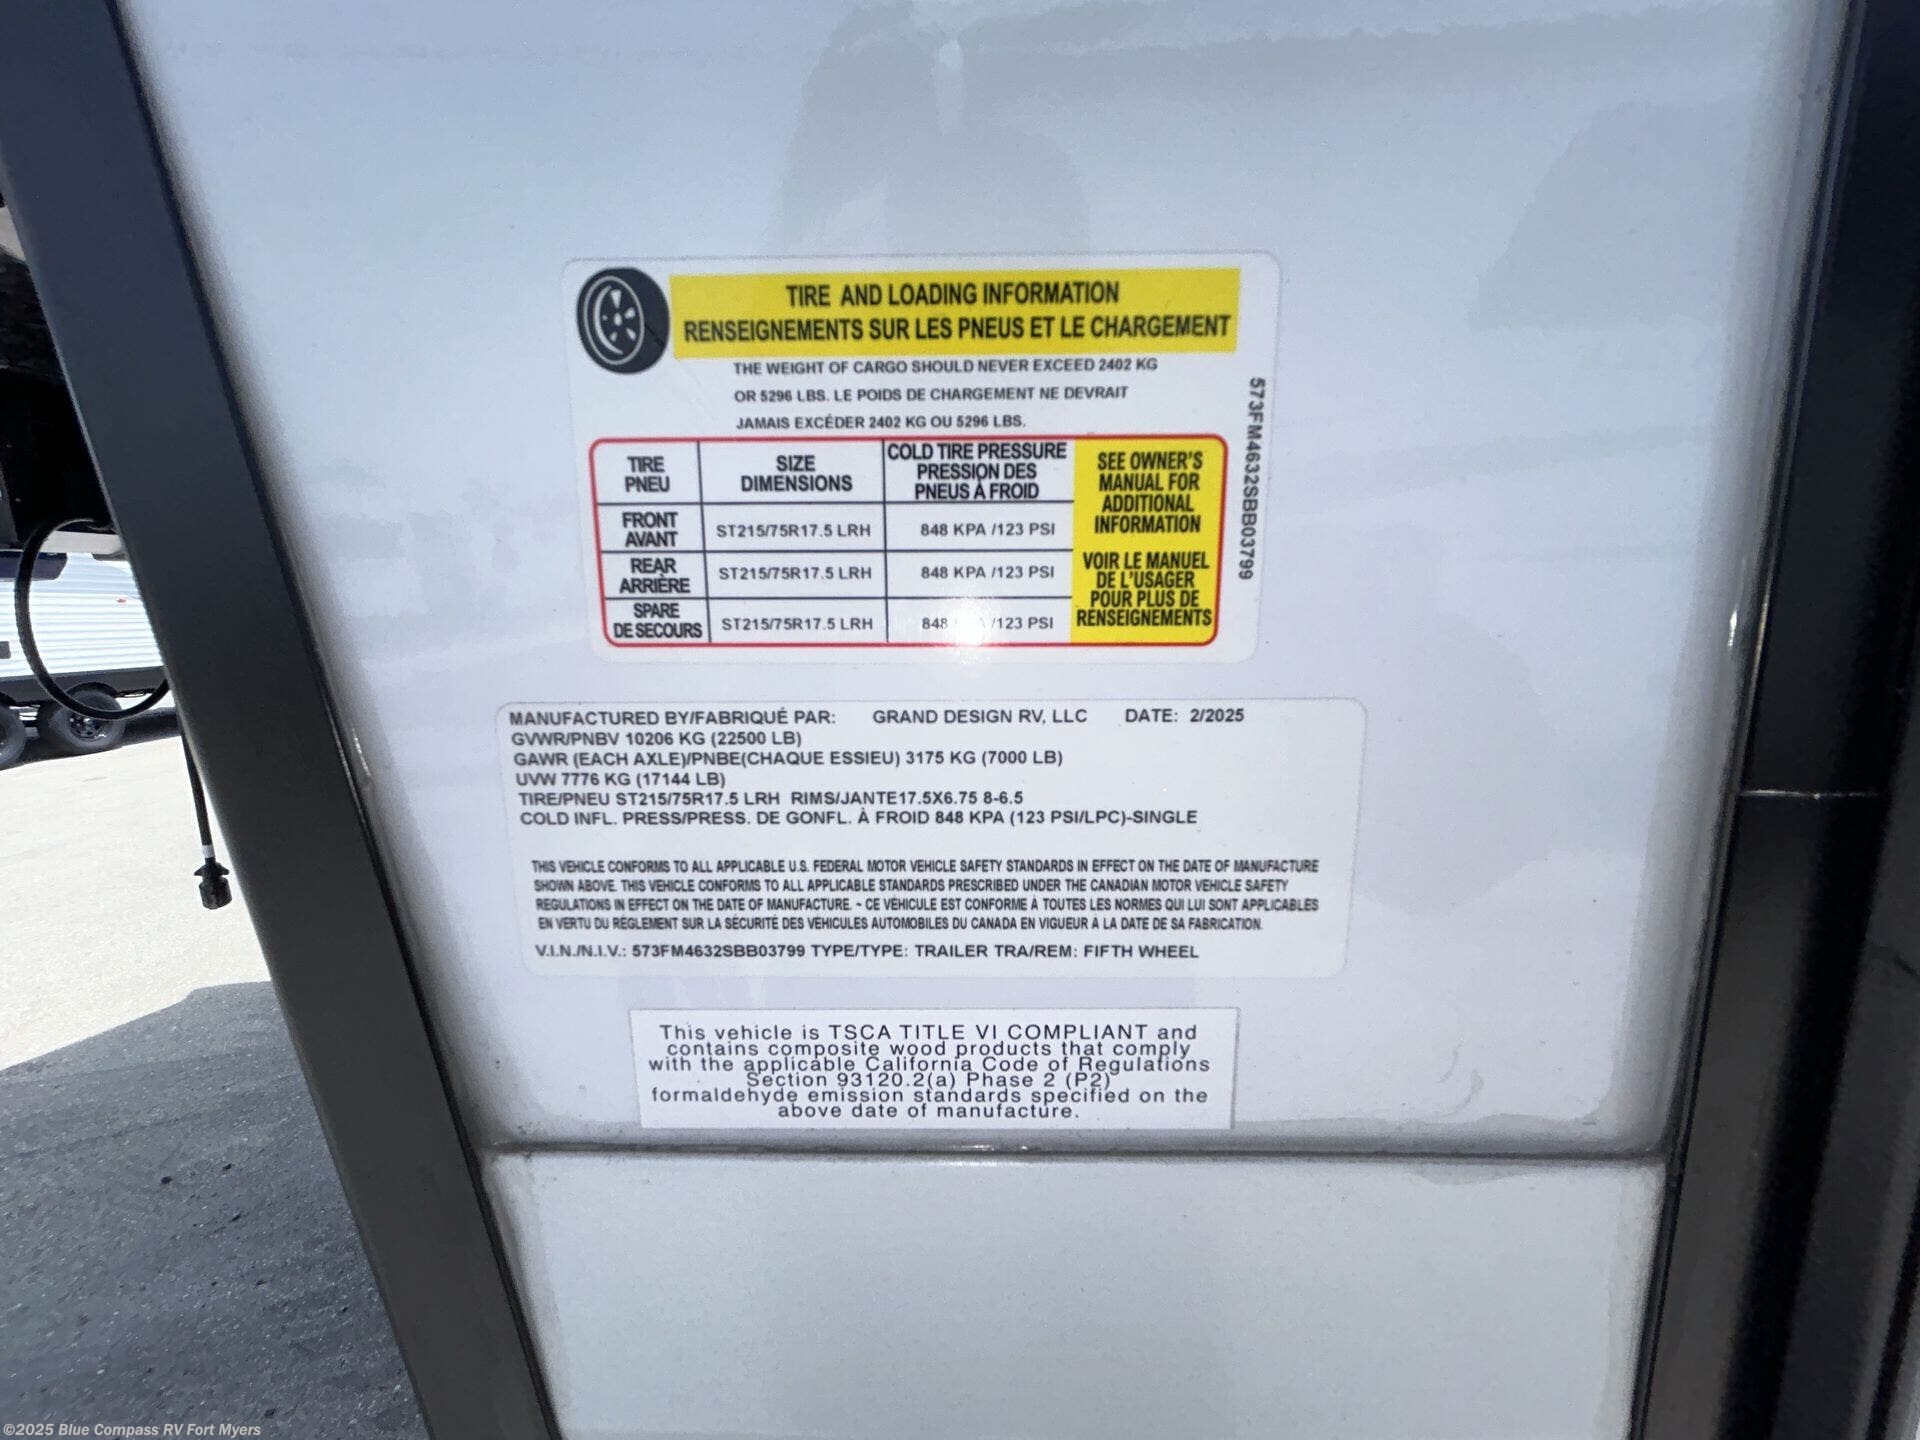 TIRE AND LOADING INFORMATION
RENSEIGNEMENTS SUR LES PNEUS ET LE CHARGEMENT
THE WEIGHT OF CARGO SHOULD NEVER EXCEED 2402 KG
OR 5296 LBS. LE POIDS DE CHARGEMENT NE DEVRAIT
JAMAIS EXCÉDER 2402 KG OU 5296 LBS.
TIRE
PNEU
SIZE
DIMENSIONS
COLD TIRE PRESSURE
PRESSION DES
PNEUS À FROID
FRONT
AVANT
ST215/75R17.5 LRH
848 KPA /123 PSI
REAR
ARRIÈRE
ST215/75R17.5 LRH
848 KPA /123 PSI
SPARE
DE SECOURS
ST215/75R17.5 LRH
848 /123 PSI
SEE OWNER'S
MANUAL FOR
ADDITIONAL
INFORMATION
VOIR LE MANUEL
DE L'USAGER
POUR PLUS DE
RENSEIGNEMENTS
573FM4632SBB03799
MANUFACTURED BY/FABRIQUÉ PAR: GRAND DESIGN RV, LLC DATE: 2/2025
GVWR/PNBV 10206 KG (22500 LB)
GAWR (EACH AXLE)/PNBE(CHAQUE ESSIEU) 3175 KG (7000 LB)
UVW 7776 KG (17144 LB)
TIRE/PNEU ST215/75R17.5 LRH RIMS/JANTE17.5X6.75 8-6.5
COLD INFL. PRESS/PRESS. DE GONFL. À FROID 848 KPA (123 PSI/LPC)-SINGLE
THIS VEHICLE CONFORMS TO ALL APPLICABLE U.S. FEDERAL MOTOR VEHICLE SAFETY STANDARDS IN EFFECT ON THE DATE OF MANUFACTURE
SHOWN ABOVE. THIS VEHICLE CONFORMS TO ALL APPLICABLE STANDARDS PRESCRIBED UNDER THE CANADIAN MOTOR VEHICLE SAFETY
REGULATIONS IN EFFECT ON THE DATE OF MANUFACTURE. ~ CE VÉHICULE EST CONFORME À TOUTES LES NORMES QUI LUI SONT APPLICABLES
EN VERTU DU RÈGLEMENT SUR LA SÉCURITÉ DES VÉHICULES AUTOMOBILES DU CANADA EN VIGUEUR À LA DATE DE SA FABRICATION.
V.I.N./N.I.V.: 573FM4632SBB03799 TYPE/TYPE: TRAILER TRA/REM: FIFTH WHEEL
This vehicle is TSCA TITLE VI COMPLIANT and
contains composite wood products that comply
with the applicable California Code of Regulations
Section 93120.2(a) Phase 2 (P2)
formaldehyde emission standards specified on the
above date of manufacture.
©2025 Blue Compass RV Fort Myers